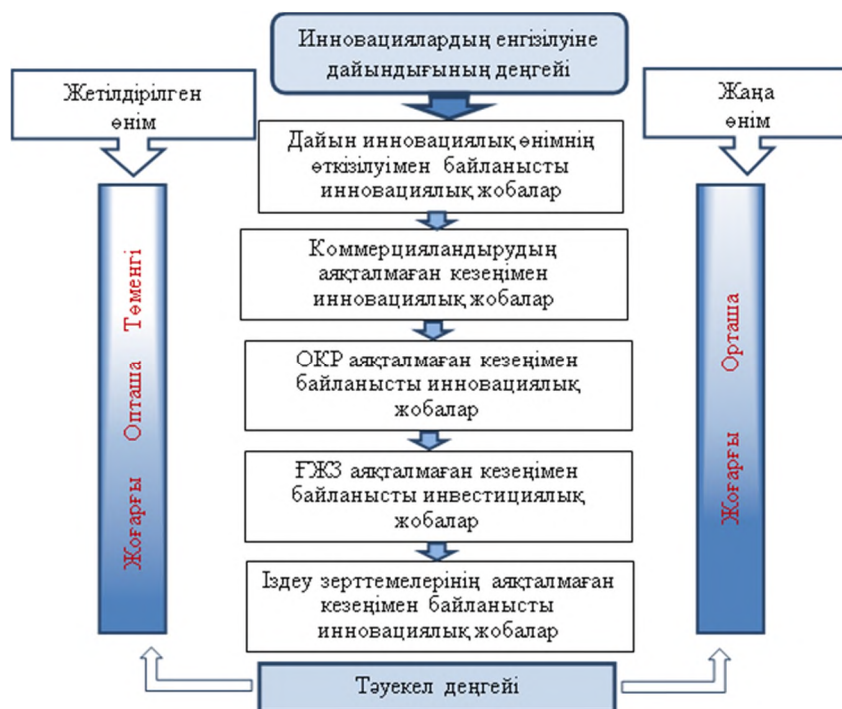 Инновациялардың енгізілуіне
дайындығының деңгейі
Жетілдірілген
өнім
Жаңа
өнім
Дайын инновациялық өнімнің
өткізілуімен байланысты
инновациялық жобалар
Коммерцияландырудың
аяқталмаған кезеңімен
инновациялық жобалар
ОКР аяқталмаған кезеңімен
байланысты инновациялық
жобалар
ҒЖЗ аяқталмаған кезеңімен
байланысты инвестициялық
жобалар
Іздеу зерттемелерінің аяқталмаған
кезеңімен байланысты
инновациялық жобалар
Жоғарғы Опташа Төменгі
Жоғарғы Орташа
Тәуекел деңгейі